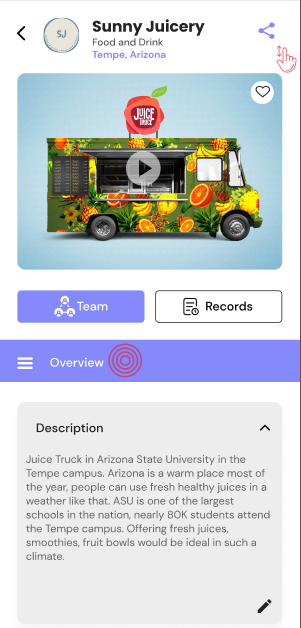 SJ
Sunny Juicery
Food and Drink
Tempe, Arizona
JUICE
TRUCK
Team
Records
Overview
Description
Juice Truck in Arizona State University in the
Tempe campus. Arizona is a warm place most of
the year, people can use fresh healthy juices in a
weather like that. ASU is one of the largest
schools in the nation, nearly 80K students attend
the Tempe campus. Offering fresh juices,
smoothies, fruit bowls would be ideal in such a
climate.